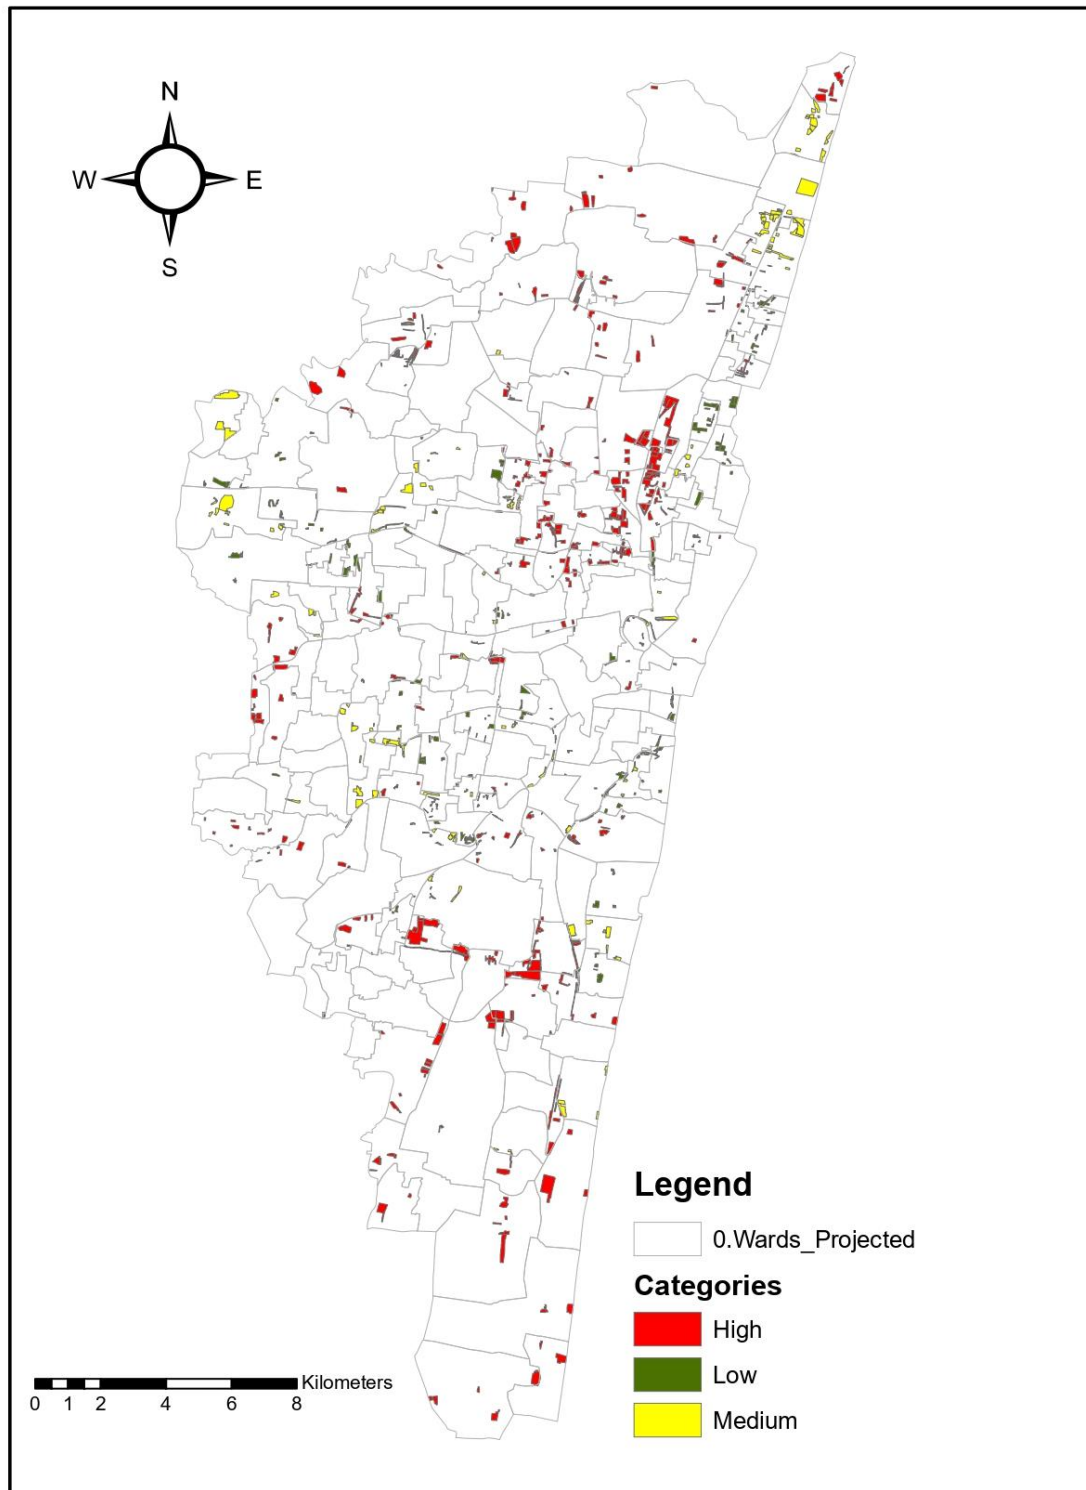 N
W E
S
Legend
0.Wards_Projected
Categories
High
Low
Medium
Kilometers
0 1 2 4 6 8